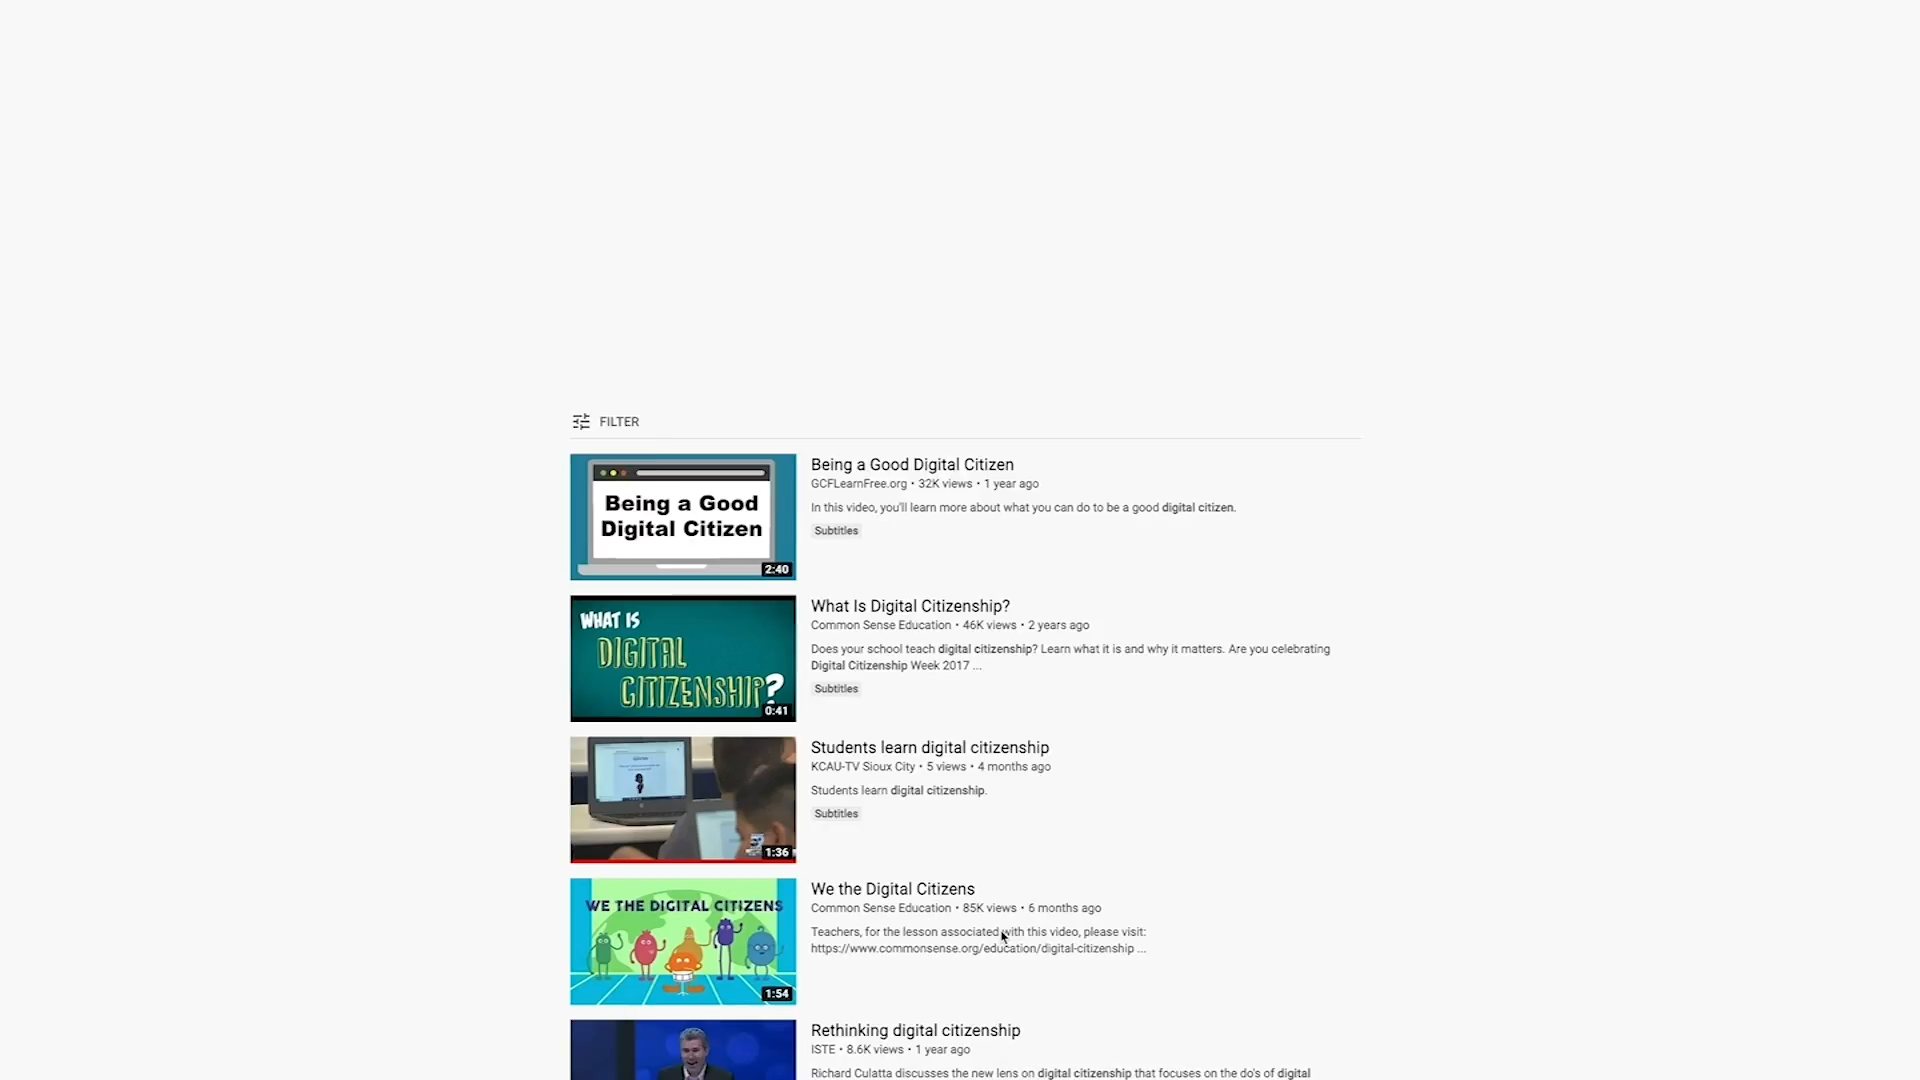 FILTER
Being a Good
Digital Citizen
2:40
Being a Good Digital Citizen
GCFLearnFree.org • 32K views • 1 year ago
In this video, you'll learn more about what you can do to be a good digital citizen.
Subtitles
WHAT IS
DIGITAL
CITIZENSHIP?
0:41
What Is Digital Citizenship?
Common Sense Education • 46K views • 2 years ago
Does your school teach digital citizenship? Learn what it is and why it matters. Are you celebrating
Digital Citizenship Week 2017 ...
Subtitles
1:36
Students learn digital citizenship
KCAU-TV Sioux City • 5 views • 4 months ago
Students learn digital citizenship.
Subtitles
WE THE DIGITAL CITIZENS
1:54
We the Digital Citizens
Common Sense Education • 85K views • 6 months ago
Teachers, for the lesson associated with this video, please visit:
https://www.commonsense.org/education/digital-citizenship ...
Rethinking digital citizenship
ISTE • 8.6K views • 1 year ago
Richard Culatta discusses the new lens on digital citizenship that focuses on the do's of digital